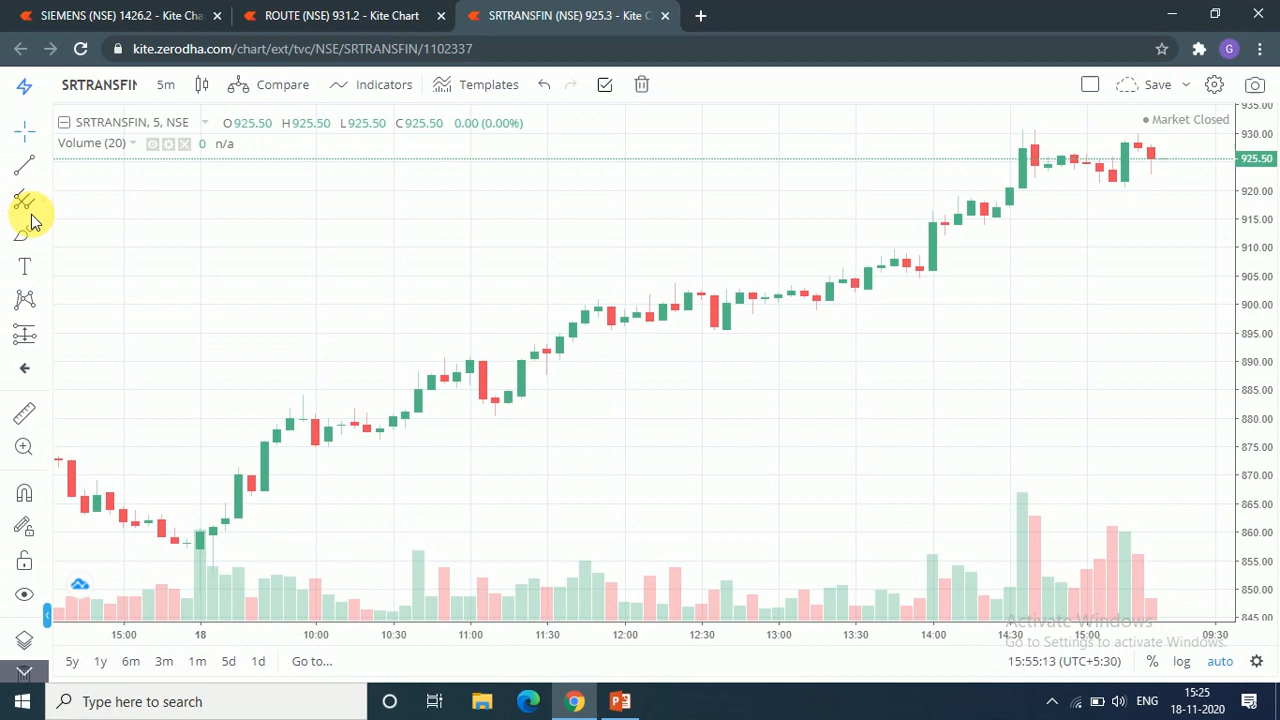 SIEMENS (NSE) 1426.2 - Kite Cha
ROUTE (NSE) 931.2 - Kite Chart
SRTRANSFIN (NSE) 925.3 - Kite C
kite.zerodha.com/chart/ext/tvc/NSE/SRTRANSFIN/1102337
G
SRTRANSFIN
5m
Compare
Indicators
Templates
Save
SRTRANSFIN, 5, NSE
O925.50 H925.50 L925.50 C925.50 0.00 (0.00%)
Market Closed
Volume (20)
0 n/a
T
935.00
930.00
925.50
920.00
915.00
910.00
905.00
900.00
895.00
890.00
885.00
880.00
875.00
870.00
865.00
860.00
855.00
850.00
845.00
15:00 18 10:00 10:30 11:00 11:30 12:00 12:30 13:00 13:30 14:00 14:30 15:00 09:30
Activate Windows
Go to Settings to activate Windows.
5y 1y 6m 3m 1m 5d 1d Go to...
15:55:13 (UTC+5:30) % log auto
Type here to search
ENG
15:25
18-11-2020